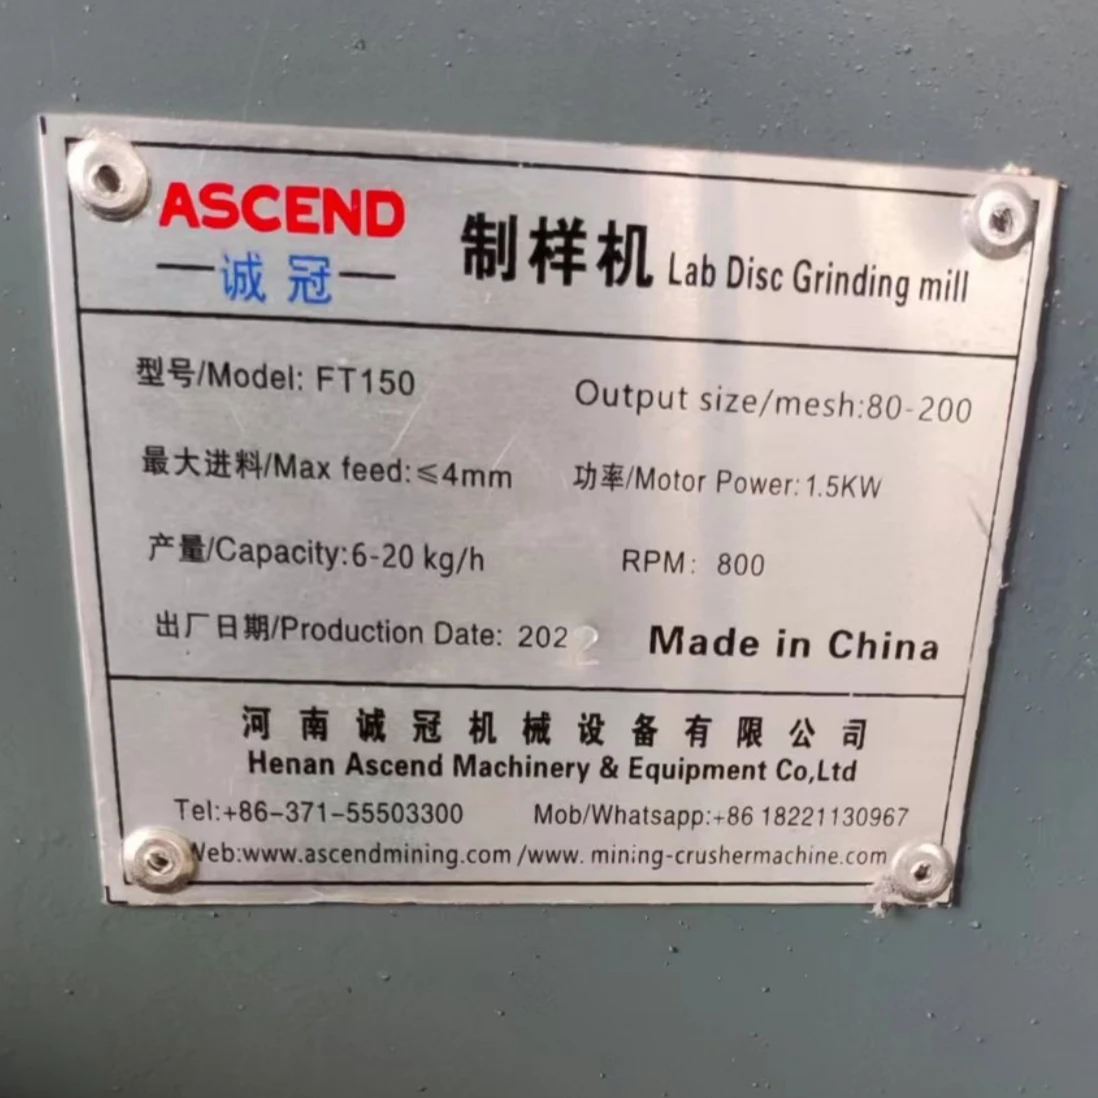 ASCEND
诚冠
制样机 Lab Disc Grinding mill
型号/Model: FT150
Output size/mesh:80-200
最大进料/Max feed:≤4mm
功率/Motor Power:1.5KW
产量/Capacity:6-20 kg/h
RPM: 800
出厂日期/Production Date: 2022
Made in China
河南诚冠机械设备有限公司
Henan Ascend Machinery & Equipment Co,Ltd
Tel:+86-371-55503300
Mob/Whatsapp:+86 18221130967
Web:www.ascendmining.com /www. mining-crushermachine.com